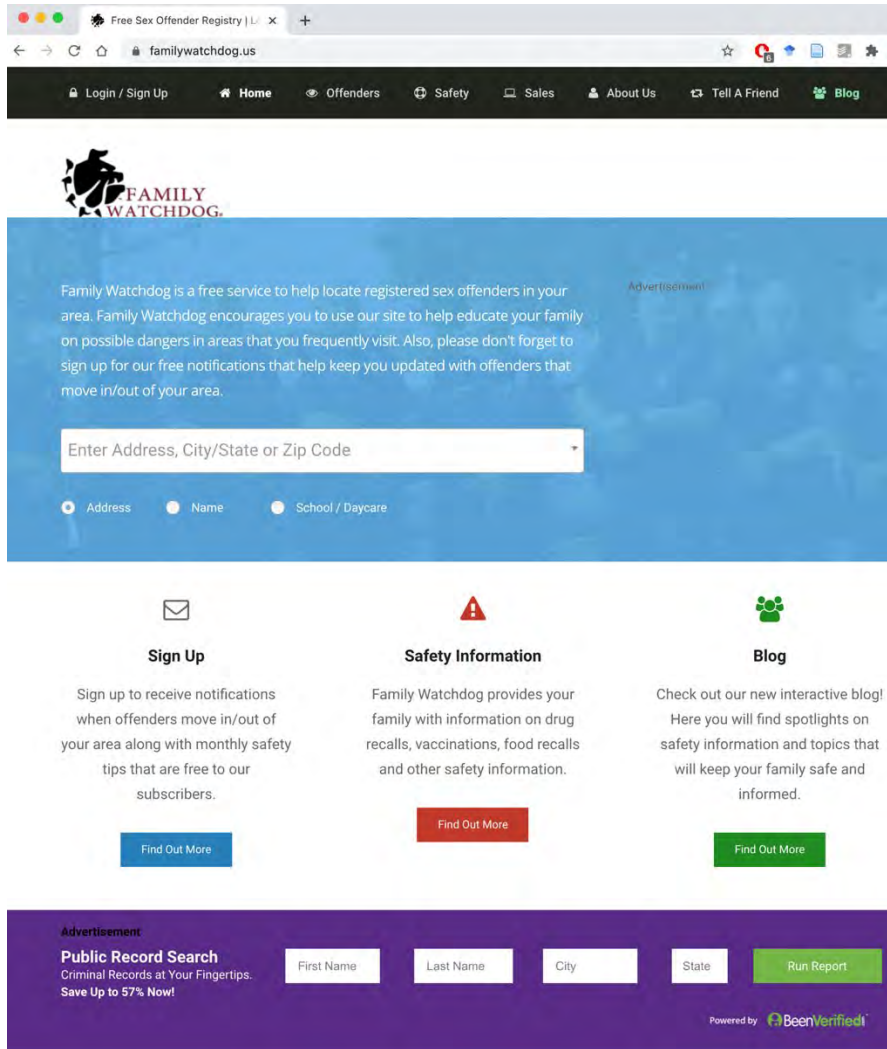 Free Sex Offender Registry | L
familywatchdog.us
6
Login / Sign Up
Home
Offenders
Safety
Sales
About Us
Tell A Friend
Blog
FAMILY
WATCHDOG®
Family Watchdog is a free service to help locate registered sex offenders in your
area. Family Watchdog encourages you to use our site to help educate your family
on possible dangers in areas that you frequently visit. Also, please don't forget to
sign up for our free notifications that help keep you updated with offenders that
move in/out of your area.
Advertisement
Enter Address, City/State or Zip Code
Address
Name
School / Daycare
Sign Up
Sign up to receive notifications
when offenders move in/out of
your area along with monthly safety
tips that are free to our
subscribers.
Find Out More
Safety Information
Family Watchdog provides your
family with information on drug
recalls, vaccinations, food recalls
and other safety information.
Find Out More
Blog
Check out our new interactive blog!
Here you will find spotlights on
safety information and topics that
will keep your family safe and
informed.
Find Out More
Advertisement
Public Record Search
Criminal Records at Your Fingertips.
Save Up to 57% Now!
First Name
Last Name
City
State
Run Report
Powered by BeenVerified